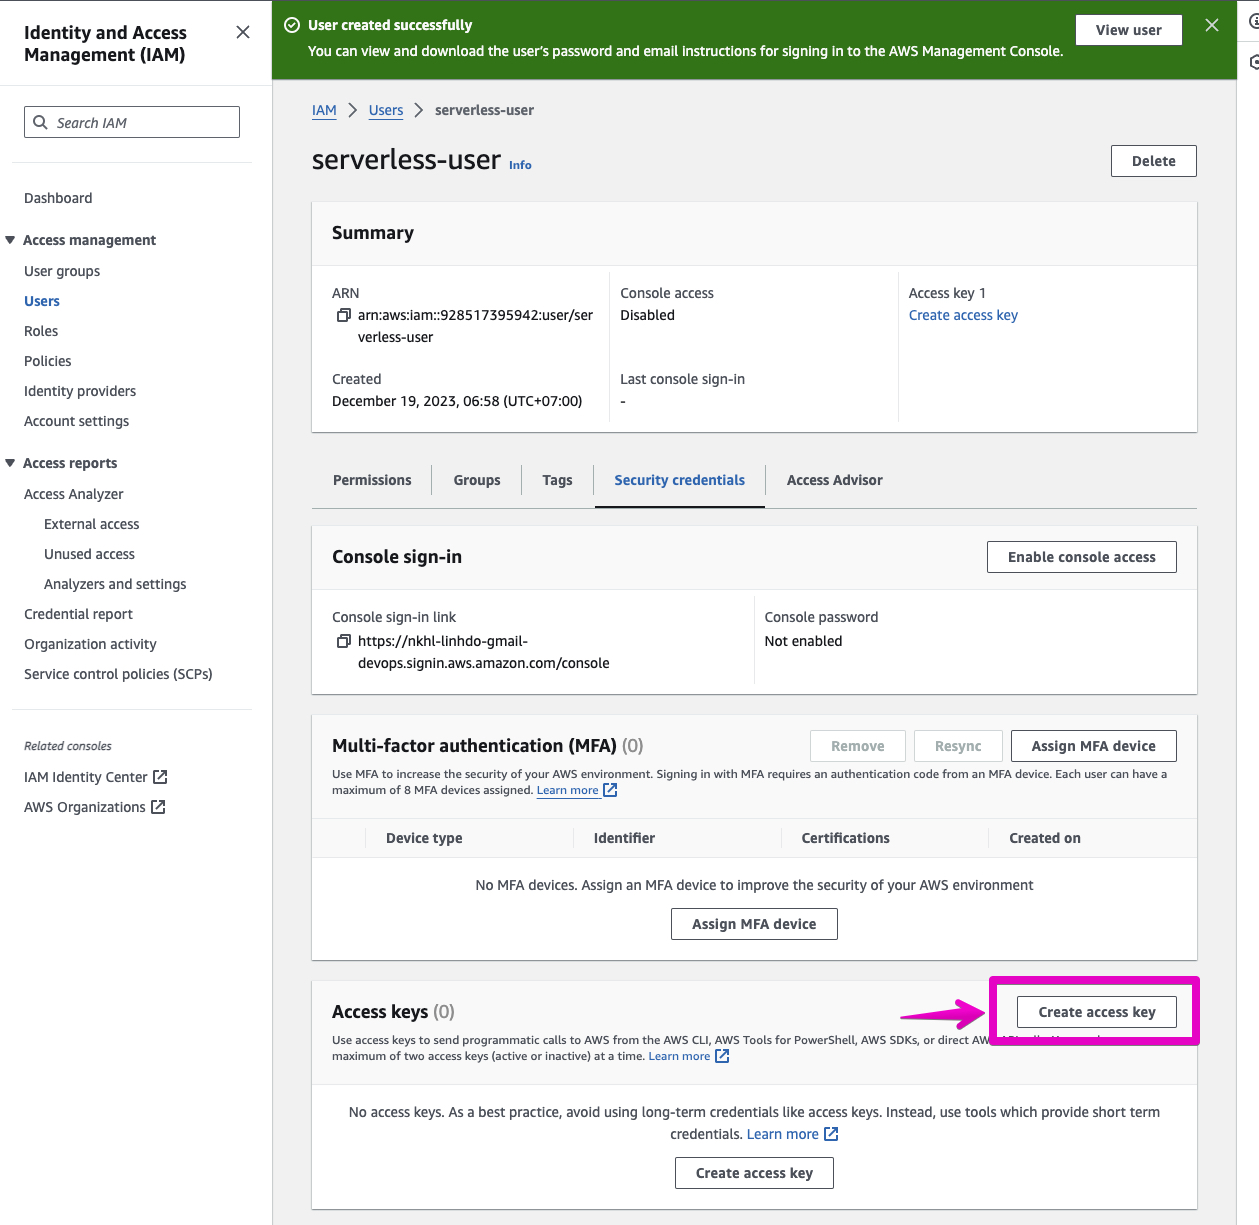 Identity and Access
Management (IAM)
Search IAM
Dashboard
Access management
User groups
Users
Roles
Policies
Identity providers
Account settings
Access reports
Access Analyzer
External access
Unused access
Analyzers and settings
Credential report
Organization activity
Service control policies (SCPs)
Related consoles
IAM Identity Center
AWS Organizations
User created successfully
You can view and download the user's password and email instructions for signing in to the AWS Management Console.
View user
IAM > Users > serverless-user
serverless-user Info
Delete
Summary
ARN
arn:aws:iam::928517395942:user/ser
verless-user
Console access
Disabled
Access key 1
Create access key
Created
December 19, 2023, 06:58 (UTC+07:00)
Last console sign-in
-
Permissions Groups Tags Security credentials Access Advisor
Console sign-in
Enable console access
Console sign-in link
https://nkhl-linhdo-gmail-
devops.signin.aws.amazon.com/console
Console password
Not enabled
Multi-factor authentication (MFA) (0)
Remove Resync Assign MFA device
Use MFA to increase the security of your AWS environment. Signing in with MFA requires an authentication code from an MFA device. Each user can have a
maximum of 8 MFA devices assigned. Learn more
Device type Identifier Certifications Created on
No MFA devices. Assign an MFA device to improve the security of your AWS environment
Assign MFA device
Access keys (0)
Create access key
Use access keys to send programmatic calls to AWS from the AWS CLI, AWS Tools for PowerShell, AWS SDKs, or direct
maximum of two access keys (active or inactive) at a time. Learn more
No access keys. As a best practice, avoid using long-term credentials like access keys. Instead, use tools which provide short term
credentials. Learn more
Create access key